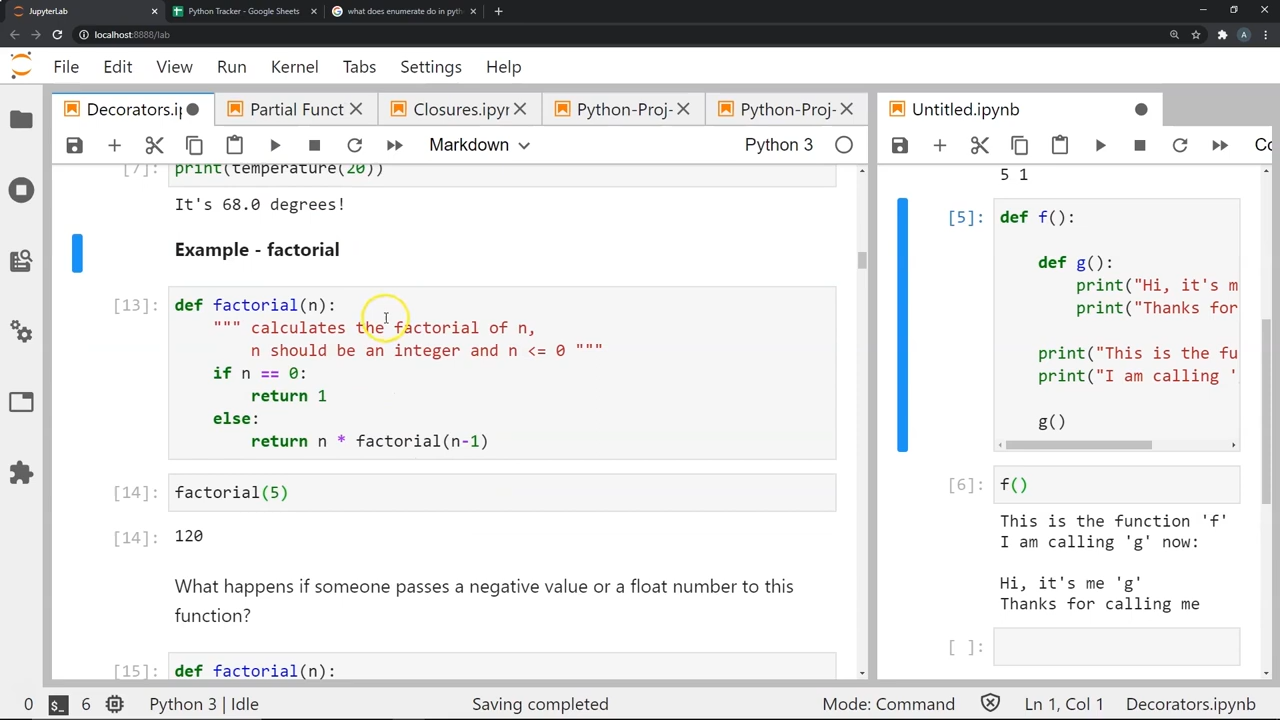 JupyterLab
Python Tracker - Google Sheets
what does enumerate do in pyth
localhost:8888/lab
A
File Edit View Run Kernel Tabs Settings Help
Decorators.ip
Partial Funct
Closures.ipyn
Python-Proj-
Python-Proj-
Untitled.ipynb
Markdown
Python 3
Co
[7]: print(temperature(20))
It's 68.0 degrees!
Example - factorial
[13]: def factorial(n):
""" calculates the factorial of n,
n should be an integer and n <= 0 """
if n == 0:
return 1
else:
return n * factorial(n-1)
[14]: factorial(5)
[14]: 120
What happens if someone passes a negative value or a float number to this
function?
[15]: def factorial(n):
5 1
[5]: def f():
def g():
print("Hi, it's m
print("Thanks for
print("This is the fu
print("I am calling '
g()
[6]: f()
This is the function 'f'
I am calling 'g' now:
Hi, it's me 'g'
Thanks for calling me
[ ]:
0 $_ 6 Python 3 | Idle Saving completed Mode: Command Ln 1, Col 1 Decorators.ipynb